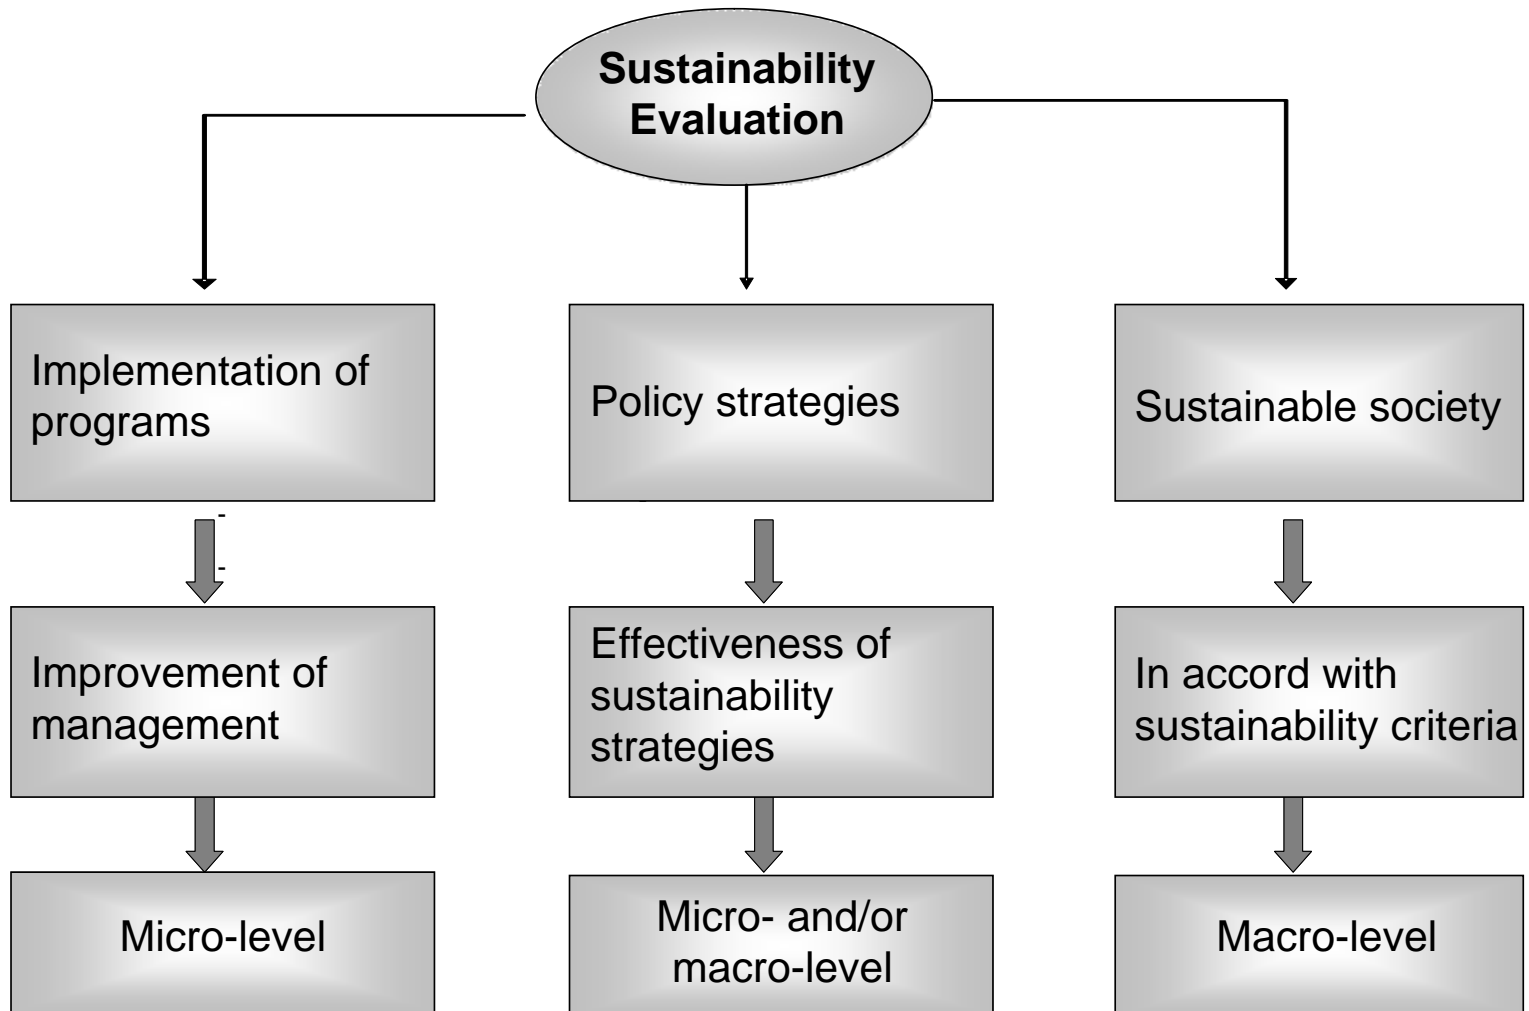 Sustainability
Evaluation
Implementation of
programs
Policy strategies
Sustainable society
-
-
Improvement of
management
Effectiveness of
sustainability
strategies
In accord with
sustainability criteria
Micro-level
Micro- and/or
macro-level
Macro-level